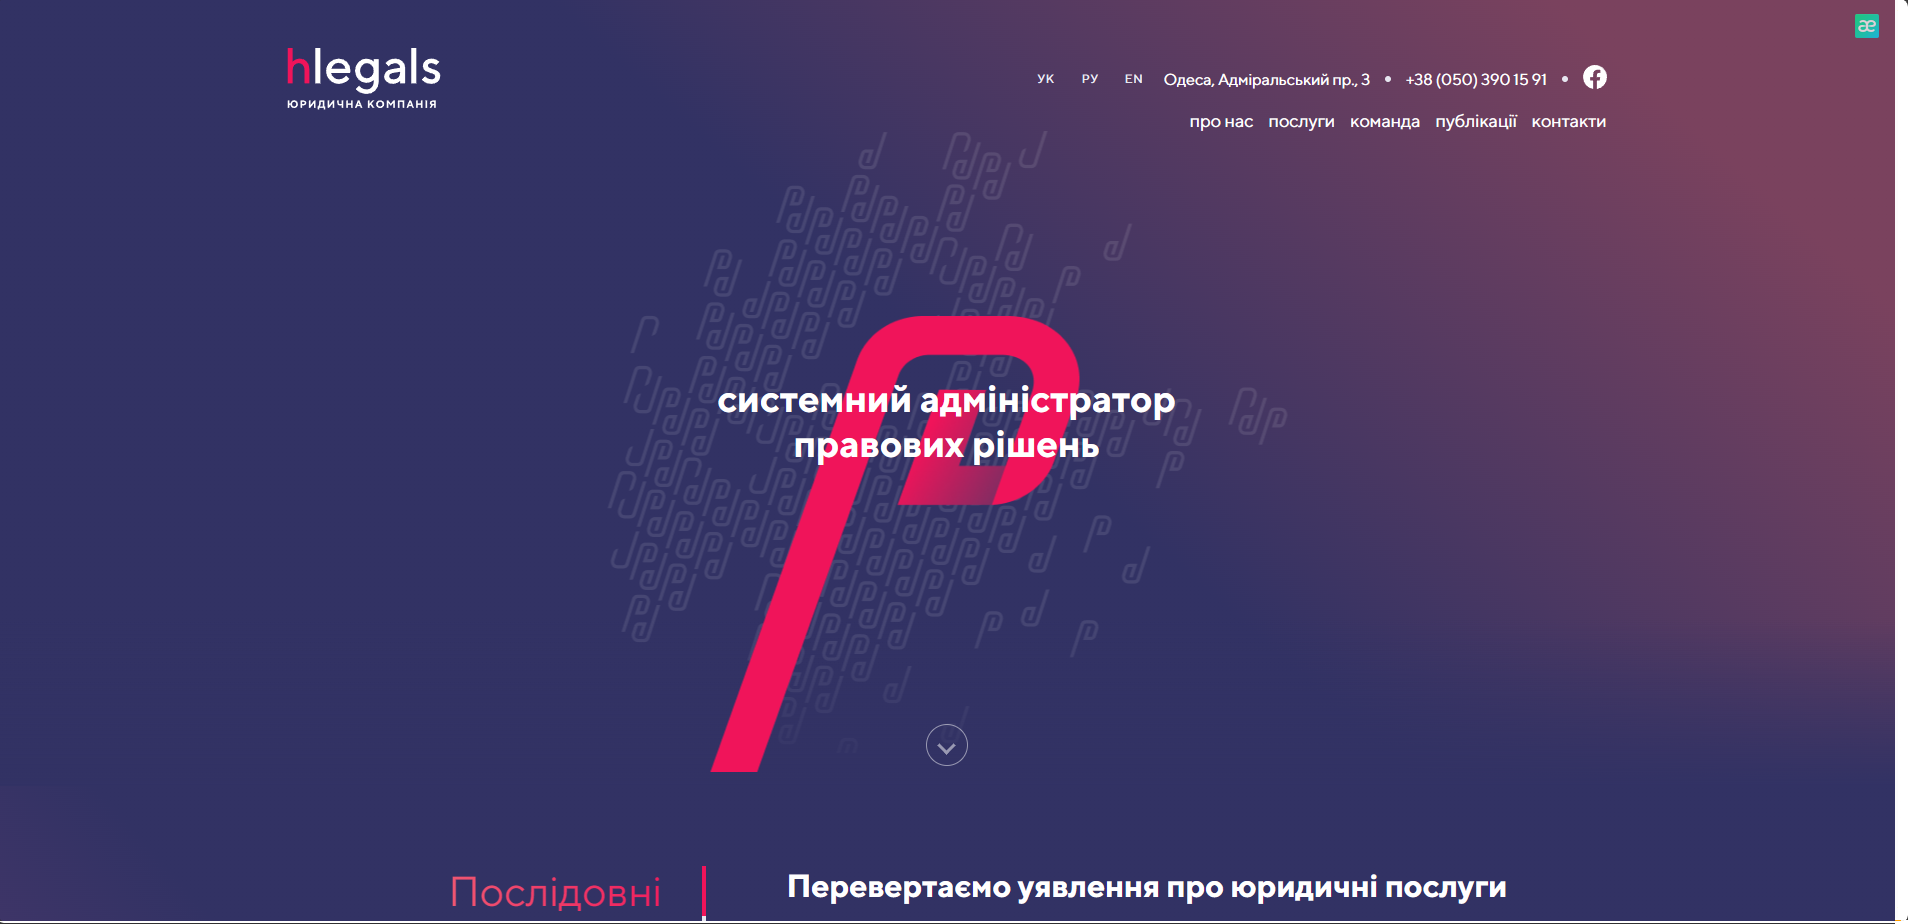 æ
hlegals
ЮРИДИЧНА КОМПАНІЯ
УК РУ EN Одеса, Адміральський пр., 3 • +38 (050) 390 15 91 •
про нас послуги команда публікації контакти
системний адміністратор
правових рішень
Послідовні
Перевертаємо уявлення про юридичні послуги